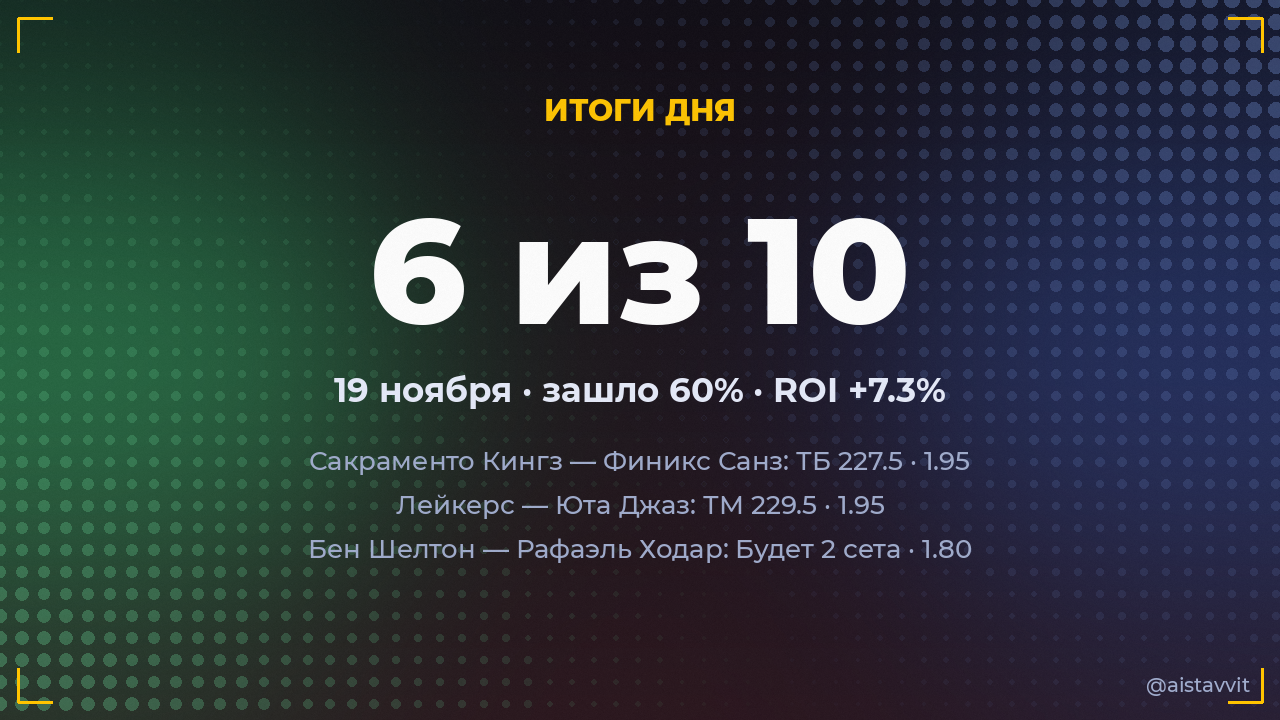 ИТОГИ ДНЯ
6 из 10
19 ноября · зашло 60% · ROI +7.3%
Сакраменто Кингз — Финикс Санз: ТБ 227.5 · 1.95
Лейкерс — Юта Джаз: ТМ 229.5 · 1.95
Бен Шелтон — Рафаэль Ходар: Будет 2 сета · 1.80
@aistavvit